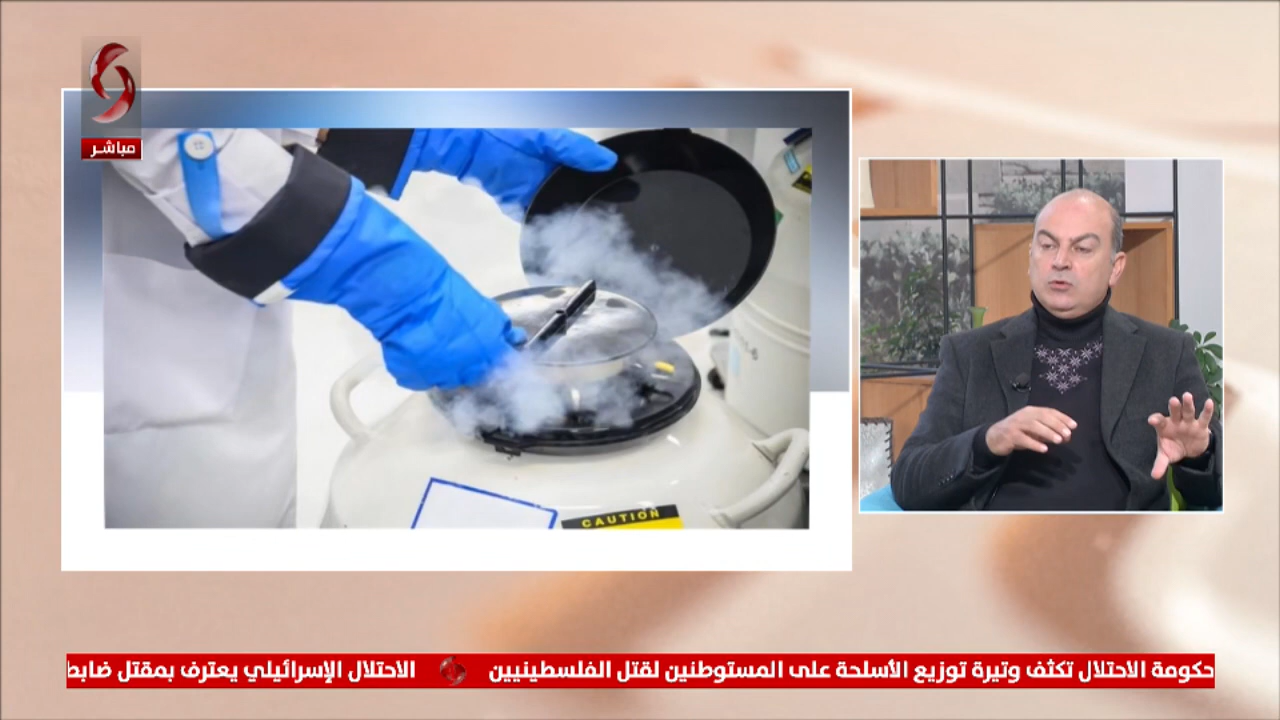 مباشر
CAUTION
حكومة الاحتلال تكثف وتيرة توزيع الأسلحة على المستوطنين لقتل الفلسطينيين
الاحتلال الإسرائيلي يعترف بمقتل ضابط